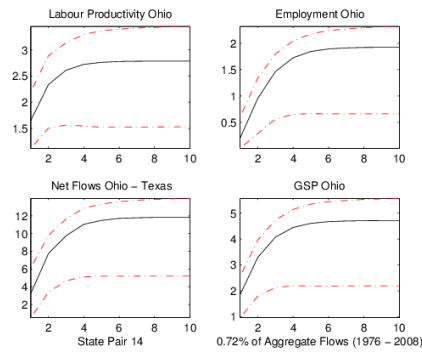 Labour Productivity Ohio
Employment Ohio
3
2.5
2
1.5
2 4 6 8 10
2
1.5
1
0.5
2 4 6 8 10
Net Flows Ohio − Texas
GSP Ohio
12
10
8
6
4
2
2 4 6 8 10
5
4
3
2
1
2 4 6 8 10
State Pair 14
0.72% of Aggregate Flows (1976 − 2008)